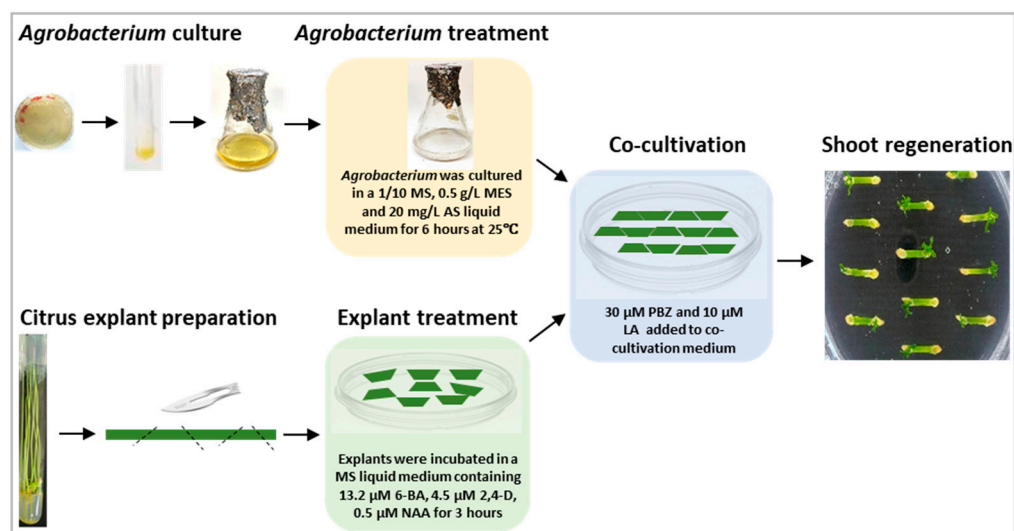 Agrobacterium culture
Agrobacterium treatment
Agrobacterium was cultured
in a 1/10 MS, 0.5 g/L MES
and 20 mg/L AS liquid
medium for 6 hours at 25℃
Co-cultivation
30 µM PBZ and 10 µM
LA added to co-
cultivation medium
Shoot regeneration
Citrus explant preparation
Explant treatment
Explants were incubated in a
MS liquid medium containing
13.2 µM 6-BA, 4.5 µM 2,4-D,
0.5 µM NAA for 3 hours